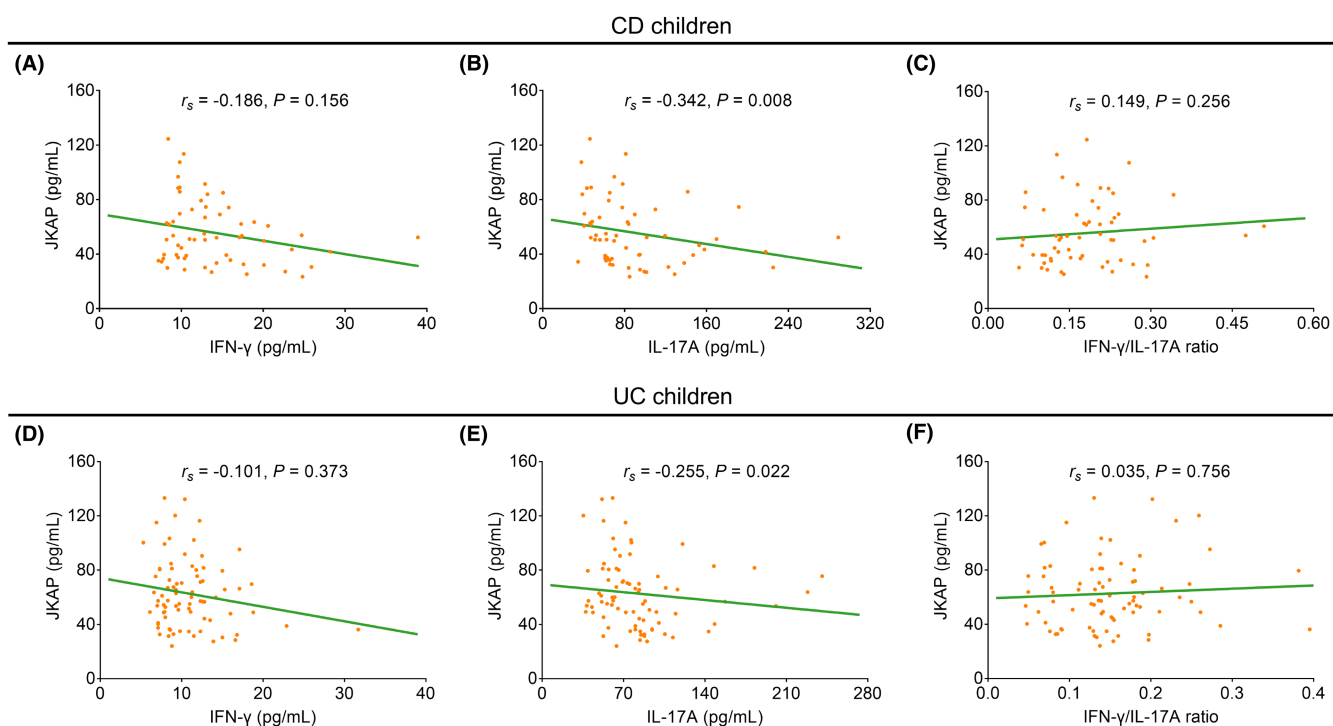 CD children
(A)
(B)
(C)
r_s = -0.186, P = 0.156
r_s = -0.342, P = 0.008
r_s = 0.149, P = 0.256
JKAP (pg/mL)
160
120
80
40
0
0 10 20 30 40
IFN-γ (pg/mL)
JKAP (pg/mL)
160
120
80
40
0
0 80 160 240 320
IL-17A (pg/mL)
JKAP (pg/mL)
160
120
80
40
0
0.00 0.15 0.30 0.45 0.60
IFN-γ/IL-17A ratio
UC children
(D)
(E)
(F)
r_s = -0.101, P = 0.373
r_s = -0.255, P = 0.022
r_s = 0.035, P = 0.756
JKAP (pg/mL)
160
120
80
40
0
0 10 20 30 40
IFN-γ (pg/mL)
JKAP (pg/mL)
160
120
80
40
0
0 70 140 210 280
IL-17A (pg/mL)
JKAP (pg/mL)
160
120
80
40
0
0.0 0.1 0.2 0.3 0.4
IFN-γ/IL-17A ratio